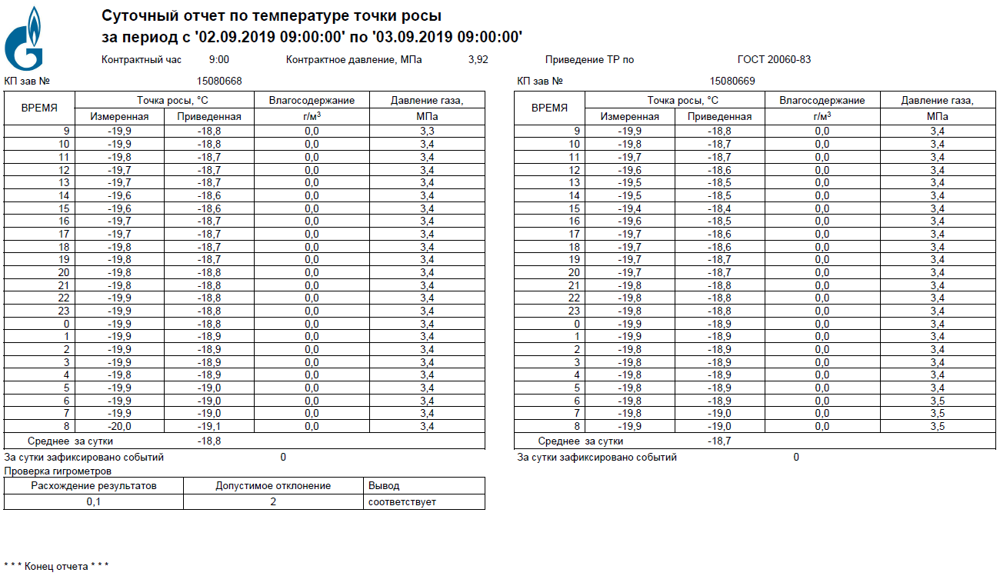 Суточный отчет по температуре точки росы
за период с '02.09.2019 09:00:00' по '03.09.2019 09:00:00'
Контрактный час 9:00 Контрактное давление, МПа 3,92 Приведение ТР по ГОСТ 20060-83
КП зав № 15080668 КП зав № 15080669
ВРЕМЯ Точка росы, °C Влагосодержание Давление газа, ВРЕМЯ Точка росы, °C Влагосодержание Давление газа,
Измеренная Приведенная г/м³ МПа Измеренная Приведенная г/м³ МПа
9 -19,9 -18,8 0,0 3,3 9 -19,9 -18,8 0,0 3,4
10 -19,9 -18,8 0,0 3,4 10 -19,8 -18,7 0,0 3,4
11 -19,8 -18,7 0,0 3,4 11 -19,7 -18,7 0,0 3,4
12 -19,7 -18,7 0,0 3,4 12 -19,6 -18,6 0,0 3,4
13 -19,7 -18,7 0,0 3,4 13 -19,5 -18,5 0,0 3,4
14 -19,6 -18,6 0,0 3,4 14 -19,5 -18,5 0,0 3,4
15 -19,6 -18,6 0,0 3,4 15 -19,4 -18,4 0,0 3,4
16 -19,7 -18,7 0,0 3,4 16 -19,6 -18,5 0,0 3,4
17 -19,7 -18,7 0,0 3,4 17 -19,7 -18,6 0,0 3,4
18 -19,8 -18,7 0,0 3,4 18 -19,7 -18,6 0,0 3,4
19 -19,8 -18,7 0,0 3,4 19 -19,7 -18,7 0,0 3,4
20 -19,8 -18,8 0,0 3,4 20 -19,7 -18,7 0,0 3,4
21 -19,8 -18,8 0,0 3,4 21 -19,8 -18,8 0,0 3,4
22 -19,9 -18,8 0,0 3,4 22 -19,8 -18,8 0,0 3,4
23 -19,9 -18,8 0,0 3,4 23 -19,8 -18,8 0,0 3,4
0 -19,9 -18,8 0,0 3,4 0 -19,9 -18,9 0,0 3,4
1 -19,9 -18,9 0,0 3,4 1 -19,9 -18,9 0,0 3,4
2 -19,9 -18,9 0,0 3,4 2 -19,8 -18,9 0,0 3,4
3 -19,9 -18,9 0,0 3,4 3 -19,8 -18,9 0,0 3,4
4 -19,8 -18,9 0,0 3,4 4 -19,8 -18,9 0,0 3,4
5 -19,9 -19,0 0,0 3,4 5 -19,8 -18,9 0,0 3,4
6 -19,9 -19,0 0,0 3,4 6 -19,8 -18,9 0,0 3,5
7 -19,9 -19,0 0,0 3,4 7 -19,8 -19,0 0,0 3,5
8 -20,0 -19,1 0,0 3,4 8 -19,9 -19,0 0,0 3,5
Среднее за сутки -18,8 Среднее за сутки -18,7
За сутки зафиксировано событий 0 За сутки зафиксировано событий 0
Проверка гигрометров
Расхождение результатов Допустимое отклонение Вывод
0,1 2 соответствует
* * * Конец отчета * * *